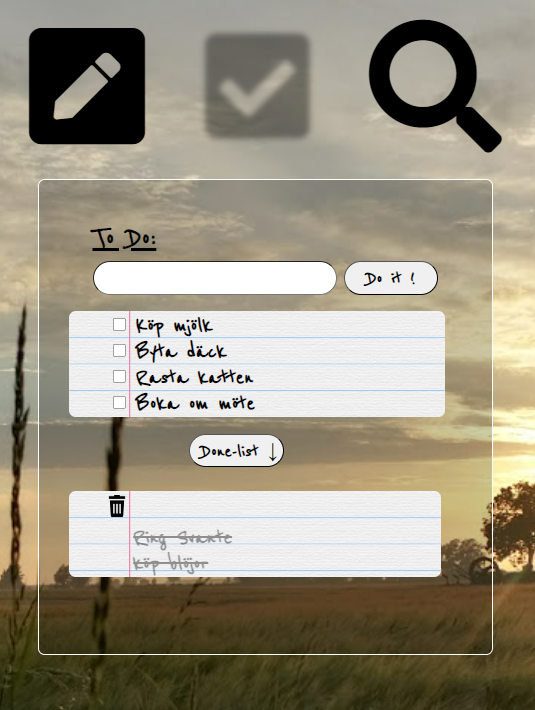 To Do:
Do it !
Köp mjölk
Byta däck
Rasta katten
Boka om möte
Done-list ↓
Ring Svante
Köp blöjor